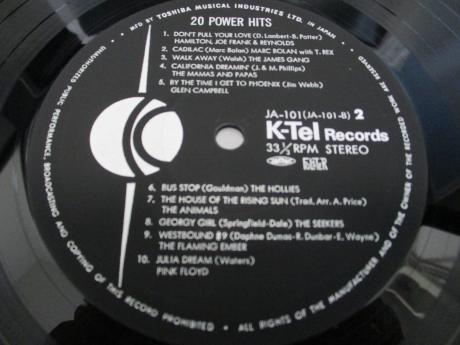 MFG BY TOSHIBA MUSICAL INDUSTRIES LTD. IN JAPAN
20 POWER HITS
1. DON'T PULL YOUR LOVE (D. Lambert-B. Potter)
HAMILTON, JOE FRANK & REYNOLDS
2. CADILAC (Marc Bolan) MARC BOLAN with T. REX
3. WALK AWAY (Walsh) THE JAMES GANG
4. CALIFORNIA DREAMIN' (J. & M. Phillips)
THE MAMAS AND PAPAS
5. BY THE TIME I GET TO PHOENIX (Jim Webb)
GLEN CAMPBELL
JA-101(JA-101-B) 2
K-Tel Records
33⅓RPM STEREO
6. BUS STOP (Gouldman) THE HOLLIES
7. THE HOUSE OF THE RISING SUN (Trad. Arr. A. Price)
THE ANIMALS
8. GEORGY GIRL (Springfield-Dale) THE SEEKERS
9. WESTBOUND #9 (Daphne Dumas-R. Dunbar-E. Wayne)
THE FLAMING EMBER
10. JULIA DREAM (Waters)
PINK FLOYD
UNAUTHORIZED PUBLIC PERFORMANCE, BROADCASTING AND COPYING OF THIS RECORD PROHIBITED • ALL RIGHTS OF THE MANUFACTURER AND OF THE OWNER OF THE RECORDED WORK ARE RESERVED